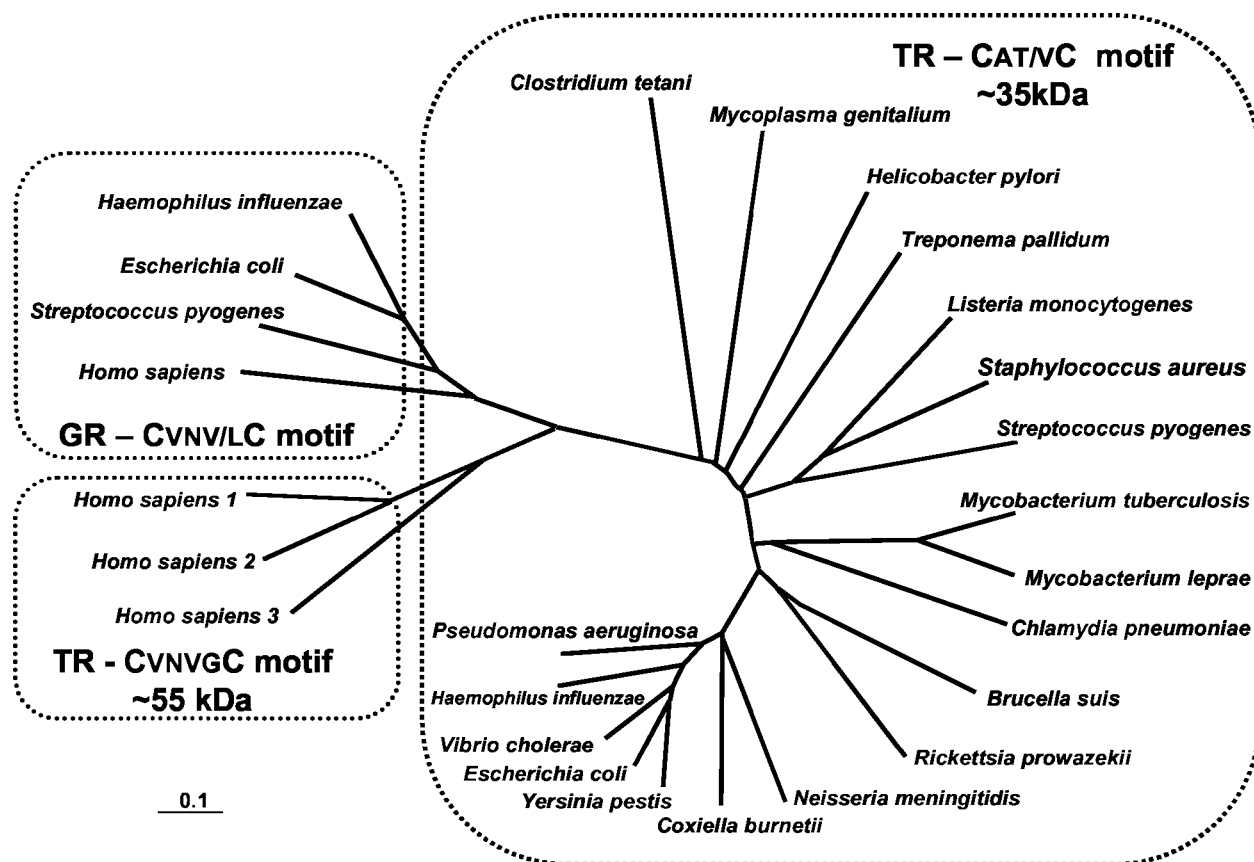 TR – CAT/VC motif
~35kDa
Clostridium tetani
Mycoplasma genitalium
Helicobacter pylori
Treponema pallidum
Listeria monocytogenes
Staphylococcus aureus
Streptococcus pyogenes
Mycobacterium tuberculosis
Mycobacterium leprae
Chlamydia pneumoniae
Brucella suis
Rickettsia prowazekii
Neisseria meningitidis
Coxiella burnetii
Yersinia pestis
Escherichia coli
Vibrio cholerae
Haemophilus influenzae
Pseudomonas aeruginosa
Haemophilus influenzae
Escherichia coli
Streptococcus pyogenes
Homo sapiens
GR – CVNV/LC motif
Homo sapiens 1
Homo sapiens 2
Homo sapiens 3
TR - CVNVGC motif
~55 kDa
0.1